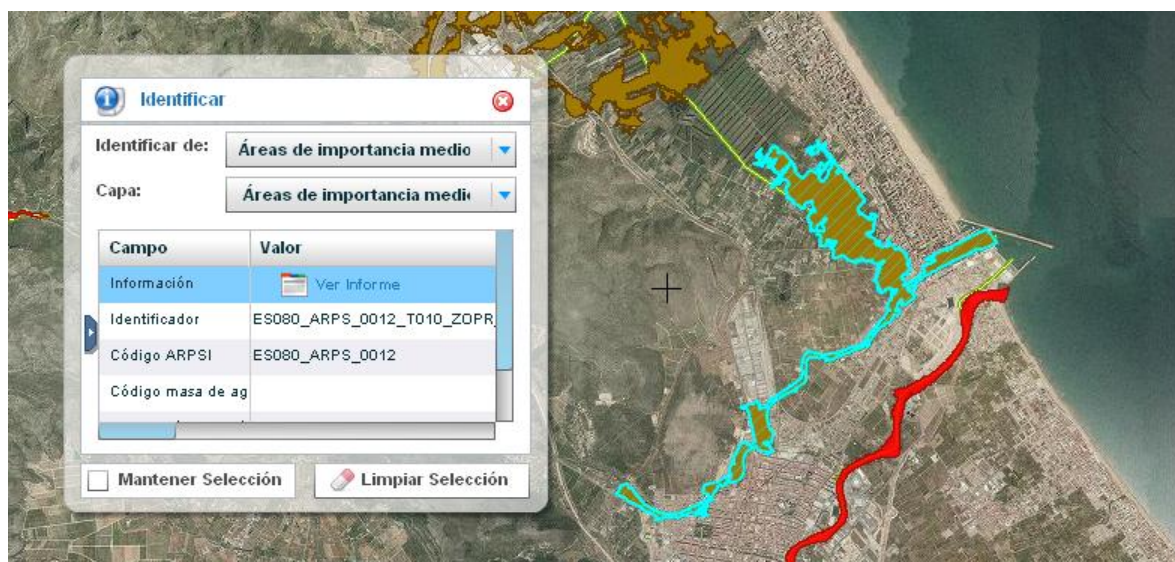 Identificar
Identificar de: Áreas de importancia medio
Capa: Áreas de importancia medi
Campo Valor
Información Ver Informe
Identificador ES080_ARPS_0012_T010_ZOPR_
Código ARPSI ES080_ARPS_0012
Código masa de ag
Mantener Selección Limpiar Selección